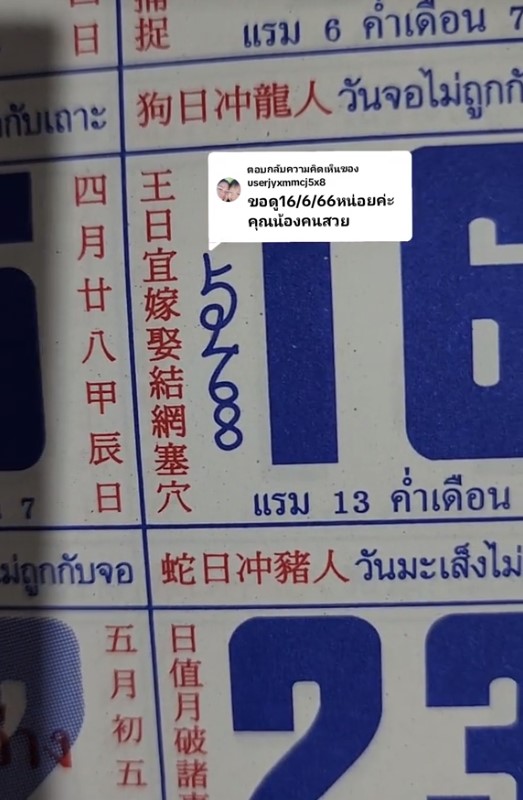 日
捉
แรม 6 ค่ำเดือน 7
กับเถาะ
狗日冲龍人 วันจอไม่ถูกกั
ตอบกลับความคิดเห็นของ
userjyxmmcj5x8
ขอดู16/6/66หน่อยค่ะ
คุณน้องคนสวย
四月廿八甲辰日
王日宜嫁娶結網塞穴
16
7
แรม 13 ค่ำเดือน
ม่ถูกกับจอ
蛇日冲豬人 วันมะเส็งไม่
五月初五
日值月破諸
23